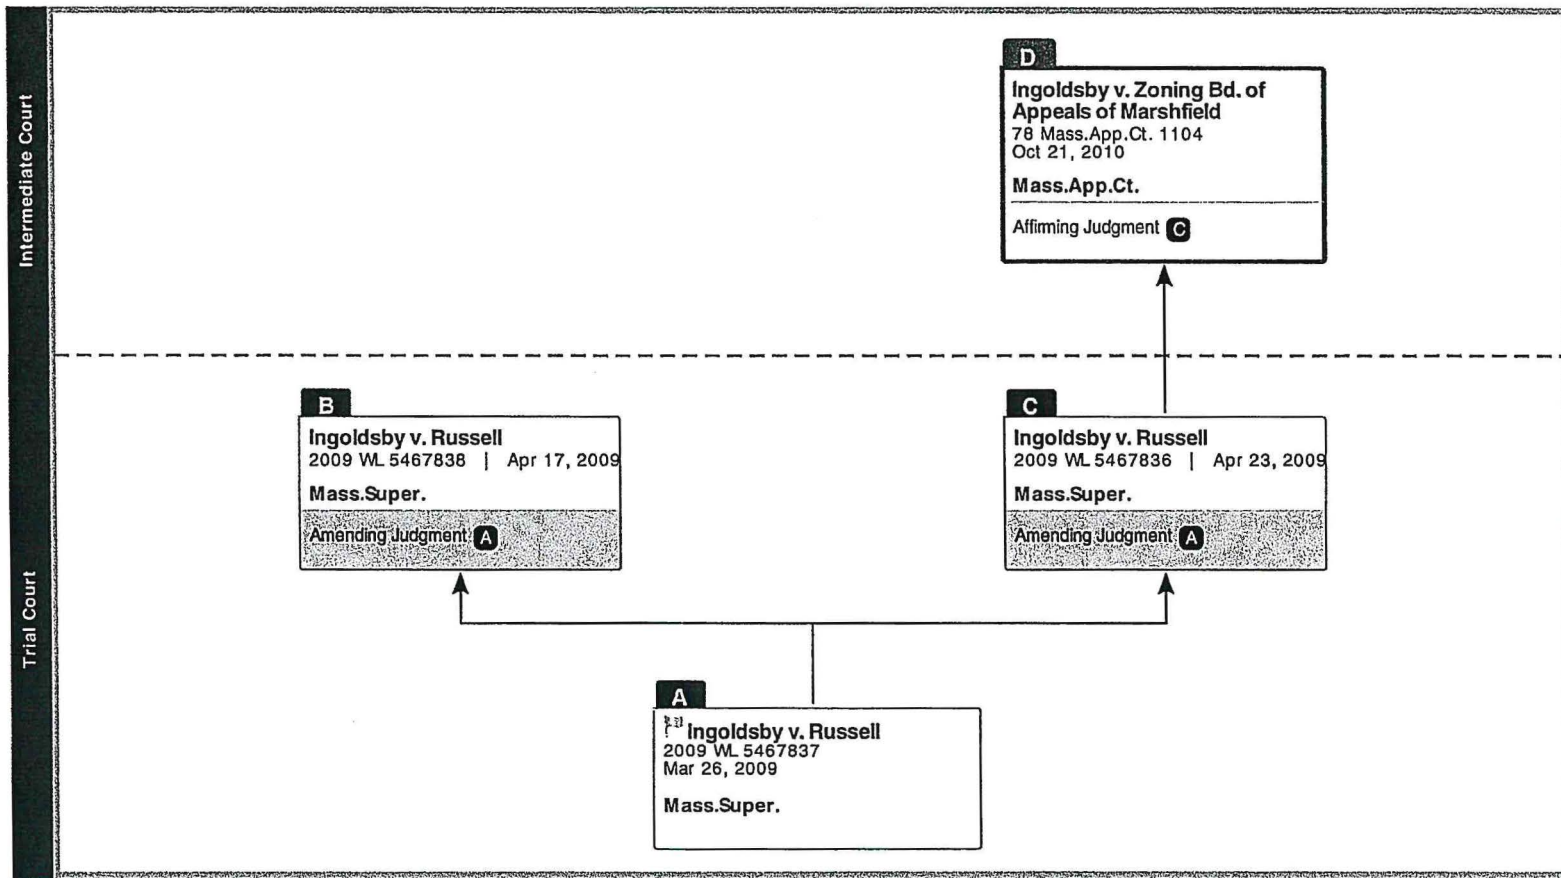 Intermediate Court
D
Ingoldsby v. Zoning Bd. of
Appeals of Marshfield
78 Mass.App.Ct. 1104
Oct 21, 2010
Mass.App.Ct.
Affirming Judgment C
B
Ingoldsby v. Russell
2009 WL 5467838 | Apr 17, 2009
Mass.Super.
Amending Judgment A
C
Ingoldsby v. Russell
2009 WL 5467836 | Apr 23, 2009
Mass.Super.
Amending Judgment A
Trial Court
A
Ingoldsby v. Russell
2009 WL 5467837
Mar 26, 2009
Mass.Super.